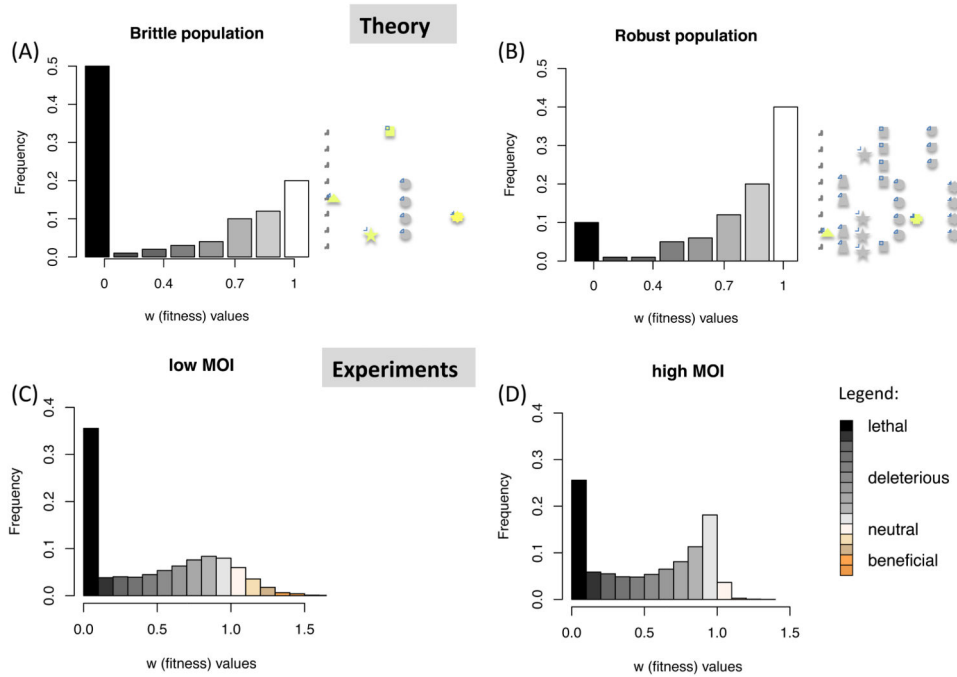 Theory
(A)
Brittle population
Frequency
0.5
0.4
0.3
0.2
0.1
0.0
0 0.4 0.7 1
w (fitness) values
(B)
Robust population
Frequency
0.5
0.4
0.3
0.2
0.1
0.0
0 0.4 0.7 1
w (fitness) values
Experiments
(C)
low MOI
Frequency
0.4
0.3
0.2
0.1
0.0
0.0 0.5 1.0 1.5
w (fitness) values
(D)
high MOI
Frequency
0.4
0.3
0.2
0.1
0.0
0.0 0.5 1.0 1.5
w (fitness) values
Legend:
lethal
deleterious
neutral
beneficial